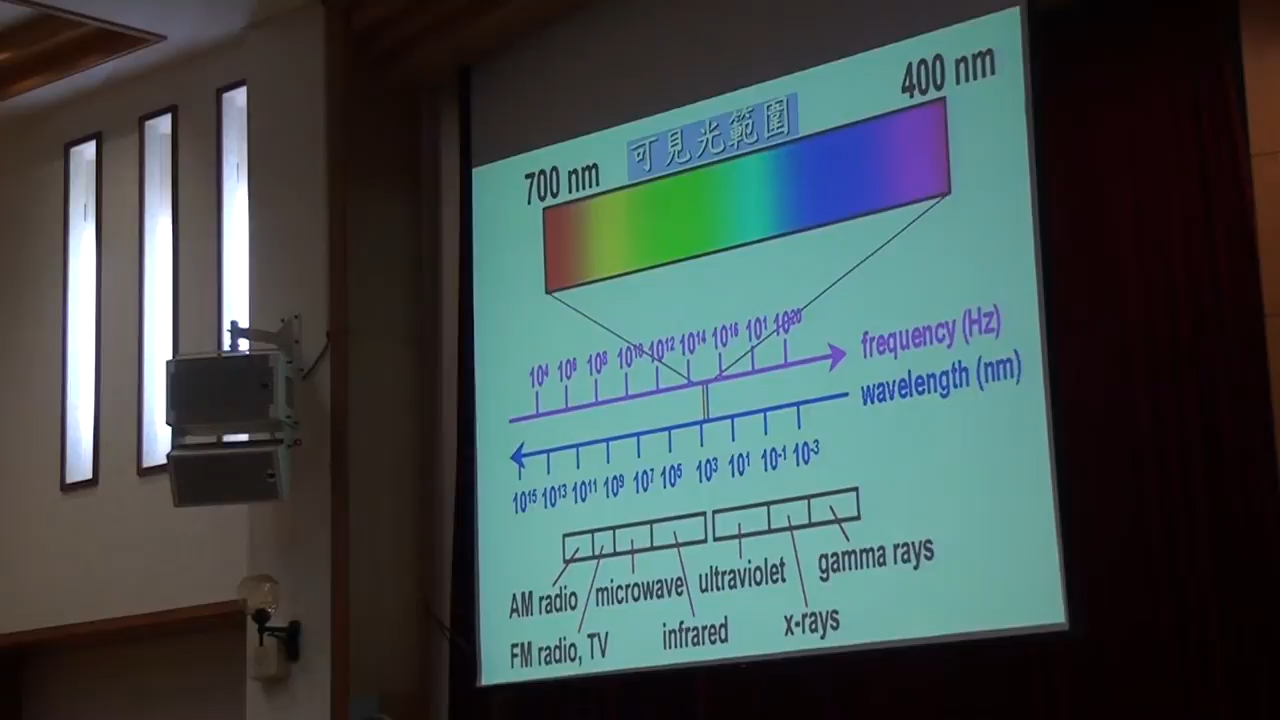 400 nm
可見光範圍
700 nm
10⁴ 10⁶ 10⁸ 10¹⁰ 10¹² 10¹⁴ 10¹⁶ 10¹ 10²⁰
frequency (Hz)
wavelength (nm)
10¹⁵ 10¹³ 10¹¹ 10⁹ 10⁷ 10⁵ 10³ 10¹ 10⁻¹ 10⁻³
AM radio
microwave
ultraviolet
gamma rays
FM radio, TV
infrared
x-rays